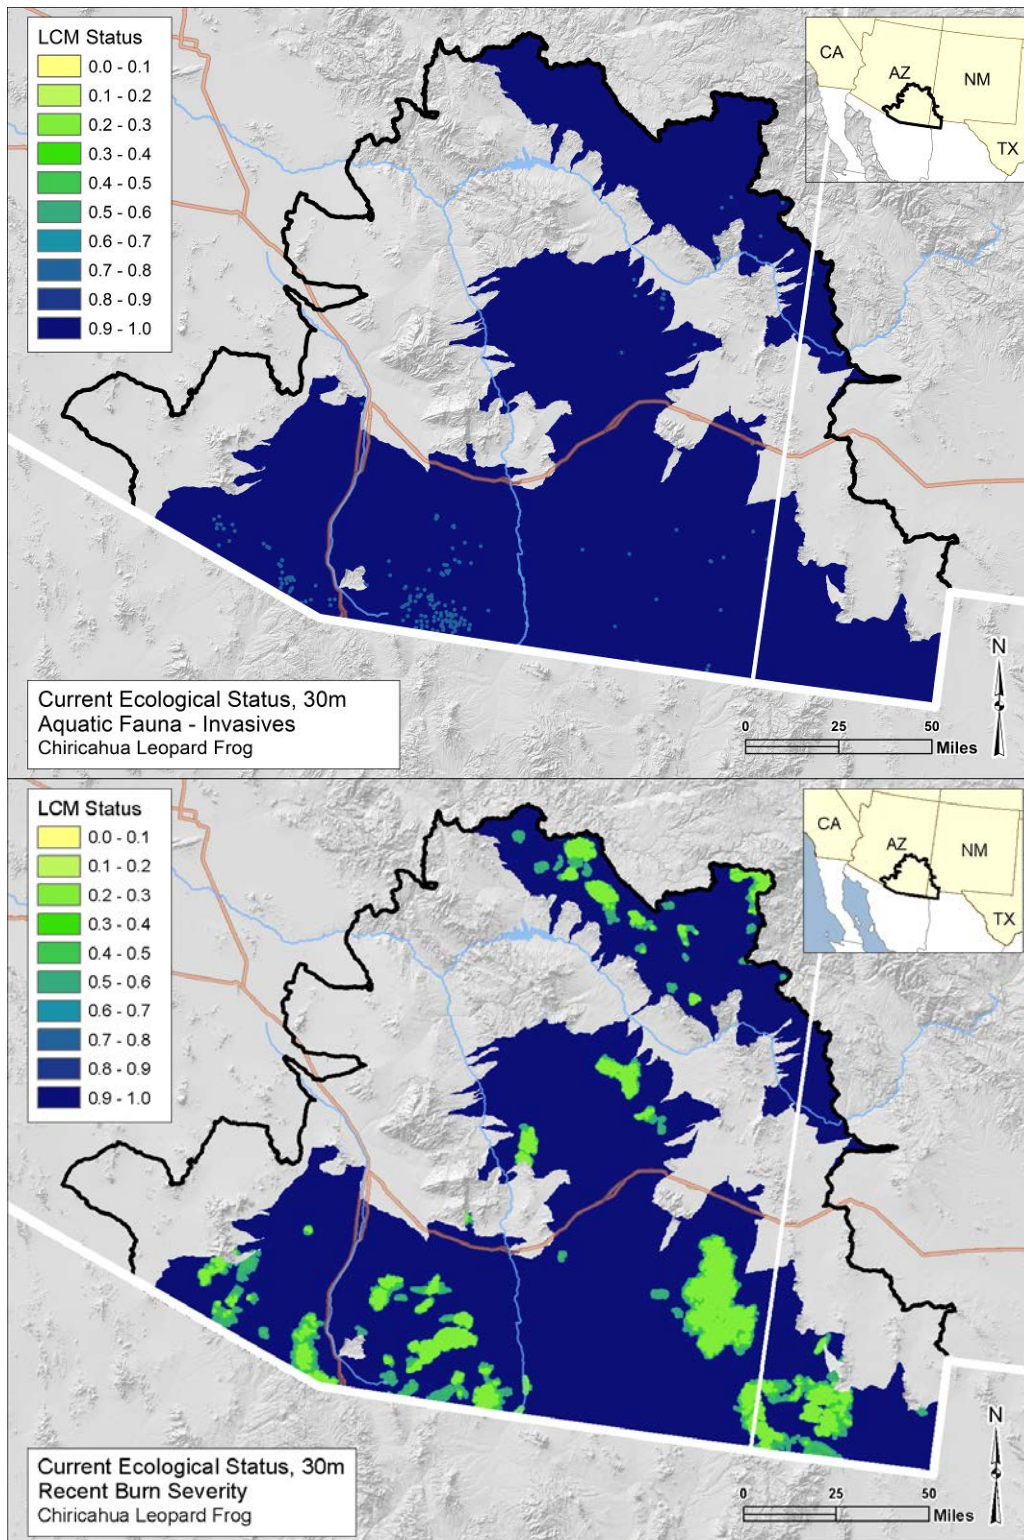 LCM Status
0.0 - 0.1
0.1 - 0.2
0.2 - 0.3
0.3 - 0.4
0.4 - 0.5
0.5 - 0.6
0.6 - 0.7
0.7 - 0.8
0.8 - 0.9
0.9 - 1.0
CA
AZ
NM
TX
N
Current Ecological Status, 30m
Aquatic Fauna - Invasives
Chiricahua Leopard Frog
0 25 50
Miles
LCM Status
0.0 - 0.1
0.1 - 0.2
0.2 - 0.3
0.3 - 0.4
0.4 - 0.5
0.5 - 0.6
0.6 - 0.7
0.7 - 0.8
0.8 - 0.9
0.9 - 1.0
CA
AZ
NM
TX
N
Current Ecological Status, 30m
Recent Burn Severity
Chiricahua Leopard Frog
0 25 50
Miles